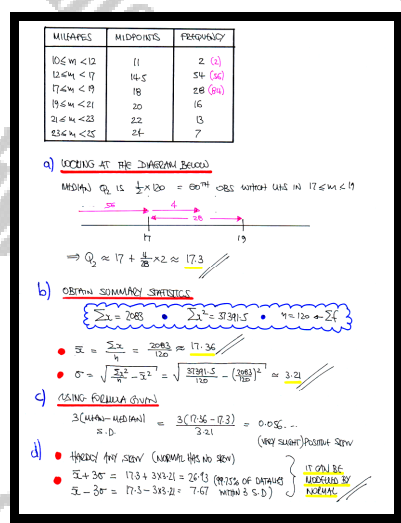 MILEAGES MIDPOINTS FREQUENCY
10≤m<12 11 2 (2)
12≤m<17 14.5 54 (56)
17≤m<19 18 28 (84)
19≤m<21 20 16
21≤m<23 22 13
23≤m<25 24 7
a) LOOKING AT THE DIAGRAM BELOW
MEDIAN Q₂ IS ½×120 = 60TH OBS WHICH LIES IN 17≤m<19
56 4
28
17 19
⇒ Q₂ ≈ 17 + 4/28 ×2 ≈ 17.3
b) OBTAIN SUMMARY STATISTICS
Σx = 2083 • Σx² = 37391.5 • n = 120 = Σf
• x̄ = Σx/n = 2083/120 ≈ 17.36
• σ = √(Σx²/n - x̄²) = √(37391.5/120 - (2083/120)²) ≈ 3.21
c) USING FORMULA GIVEN
3(MEAN-MEDIAN)/S.D. = 3(17.36-17.3)/3.21 = 0.056...
(VERY SLIGHT) POSITIVE SKEW
d) • HARDLY ANY SKEW (NORMAL HAS NO SKEW)
• x̄+3σ = 17.3+3×3.21 = 26.93 (99.75% OF DATA LIES
x̄-3σ = 17.3-3×3.21 = 7.67 WITHIN 3 S.D)
IT CAN BE
MODELLED BY
NORMAL